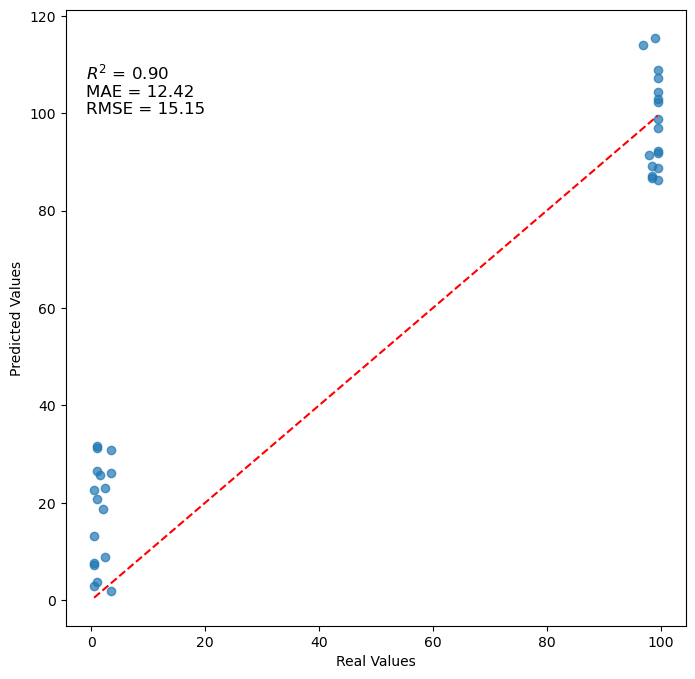 120
100
80
60
40
20
0
Predicted Values
R² = 0.90
MAE = 12.42
RMSE = 15.15
0 20 40 60 80 100
Real Values